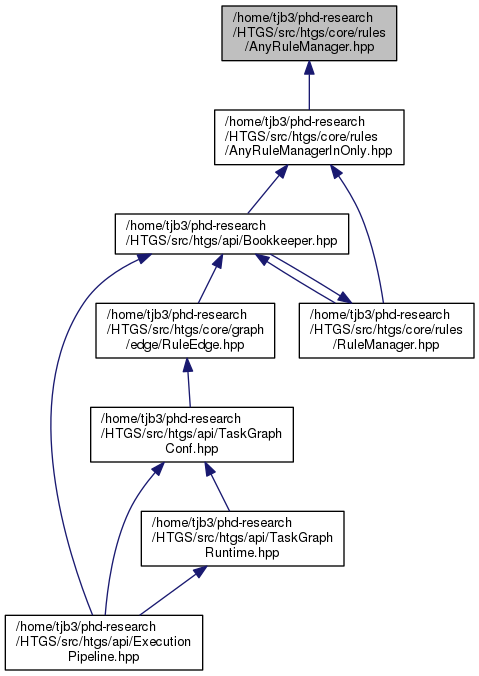 /home/tjb3/phd-research
/HTGS/src/htgs/core/rules
/AnyRuleManager.hpp
/home/tjb3/phd-research
/HTGS/src/htgs/core/rules
/AnyRuleManagerInOnly.hpp
/home/tjb3/phd-research
/HTGS/src/htgs/api/Bookkeeper.hpp
/home/tjb3/phd-research
/HTGS/src/htgs/core/graph
/edge/RuleEdge.hpp
/home/tjb3/phd-research
/HTGS/src/htgs/core/rules
/RuleManager.hpp
/home/tjb3/phd-research
/HTGS/src/htgs/api/TaskGraph
Conf.hpp
/home/tjb3/phd-research
/HTGS/src/htgs/api/TaskGraph
Runtime.hpp
/home/tjb3/phd-research
/HTGS/src/htgs/api/Execution
Pipeline.hpp